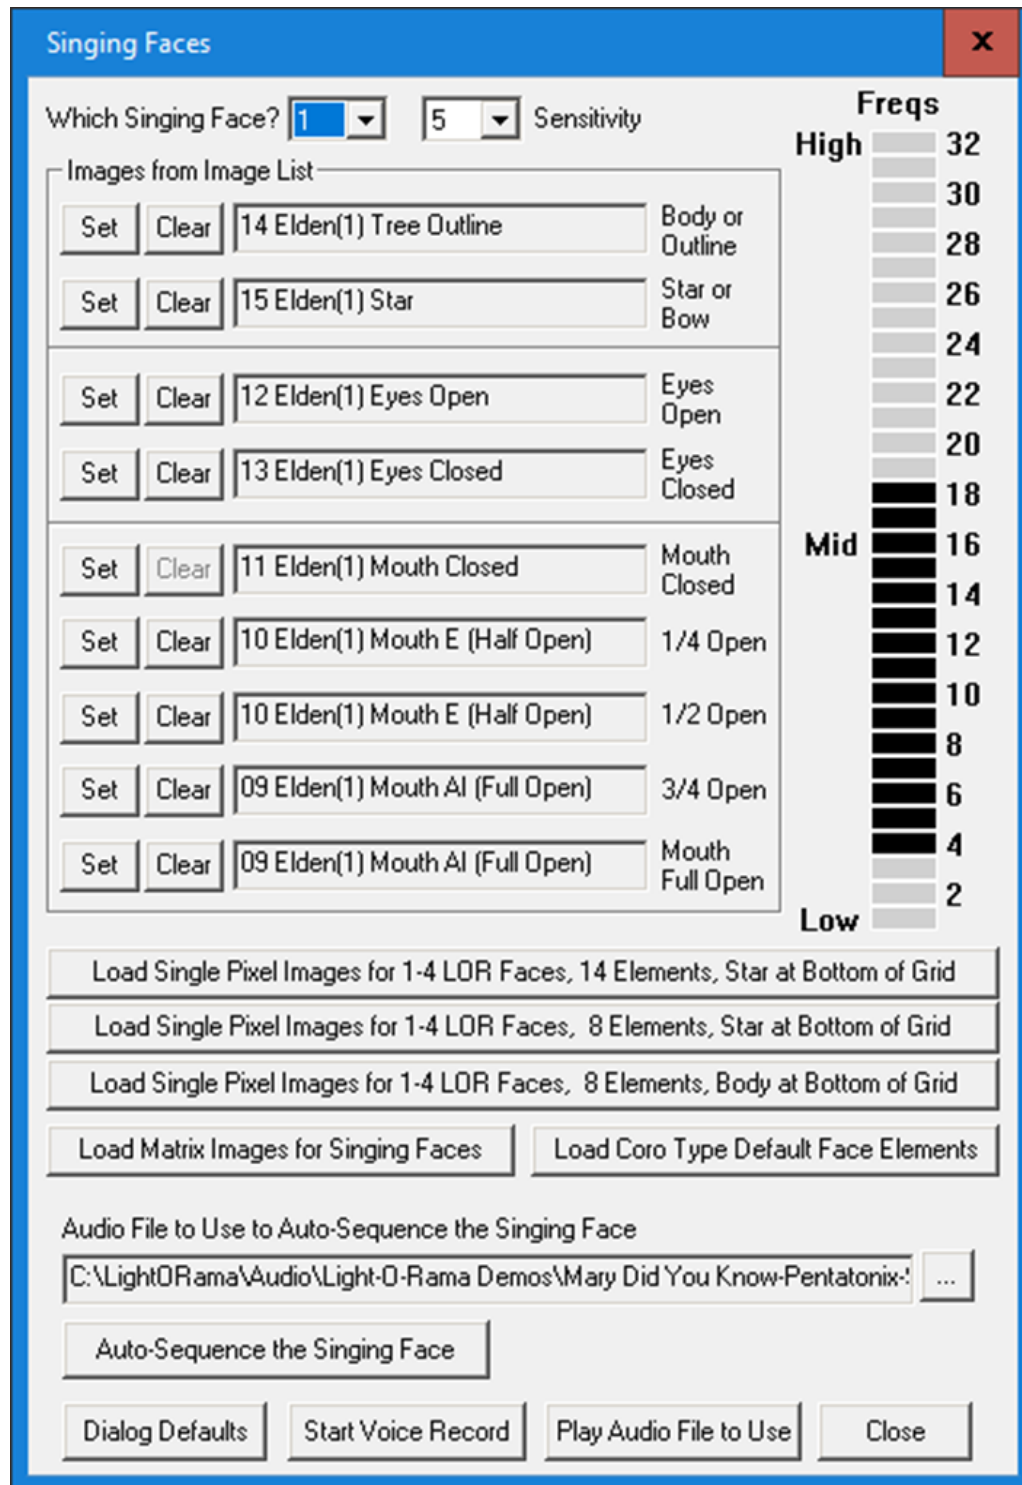 Singing Faces
x
Which Singing Face? 1 5 Sensitivity
Freqs
High
32
30
28
26
24
22
20
18
Mid
16
14
12
10
8
6
4
2
Low
Images from Image List
Set Clear 14 Elden(1) Tree Outline Body or
Outline
Set Clear 15 Elden(1) Star Star or
Bow
Set Clear 12 Elden(1) Eyes Open Eyes
Open
Set Clear 13 Elden(1) Eyes Closed Eyes
Closed
Set Clear 11 Elden(1) Mouth Closed Mouth
Closed
Set Clear 10 Elden(1) Mouth E (Half Open) 1/4 Open
Set Clear 10 Elden(1) Mouth E (Half Open) 1/2 Open
Set Clear 09 Elden(1) Mouth AI (Full Open) 3/4 Open
Set Clear 09 Elden(1) Mouth AI (Full Open) Mouth
Full Open
Load Single Pixel Images for 1-4 LOR Faces, 14 Elements, Star at Bottom of Grid
Load Single Pixel Images for 1-4 LOR Faces,  8 Elements, Star at Bottom of Grid
Load Single Pixel Images for 1-4 LOR Faces,  8 Elements, Body at Bottom of Grid
Load Matrix Images for Singing Faces Load Coro Type Default Face Elements
Audio File to Use to Auto-Sequence the Singing Face
C:\LightORama\Audio\Light-O-Rama Demos\Mary Did You Know-Pentatonix- ...
Auto-Sequence the Singing Face
Dialog Defaults Start Voice Record Play Audio File to Use Close